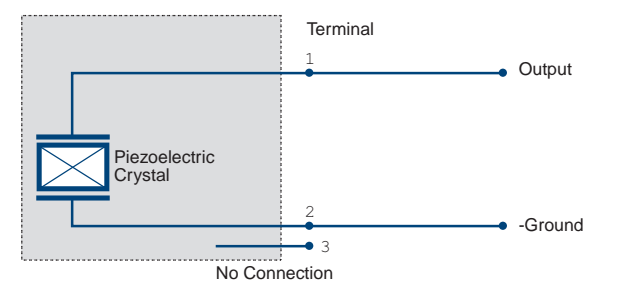 Terminal
1
Output
Piezoelectric
Crystal
2
-Ground
3
No Connection